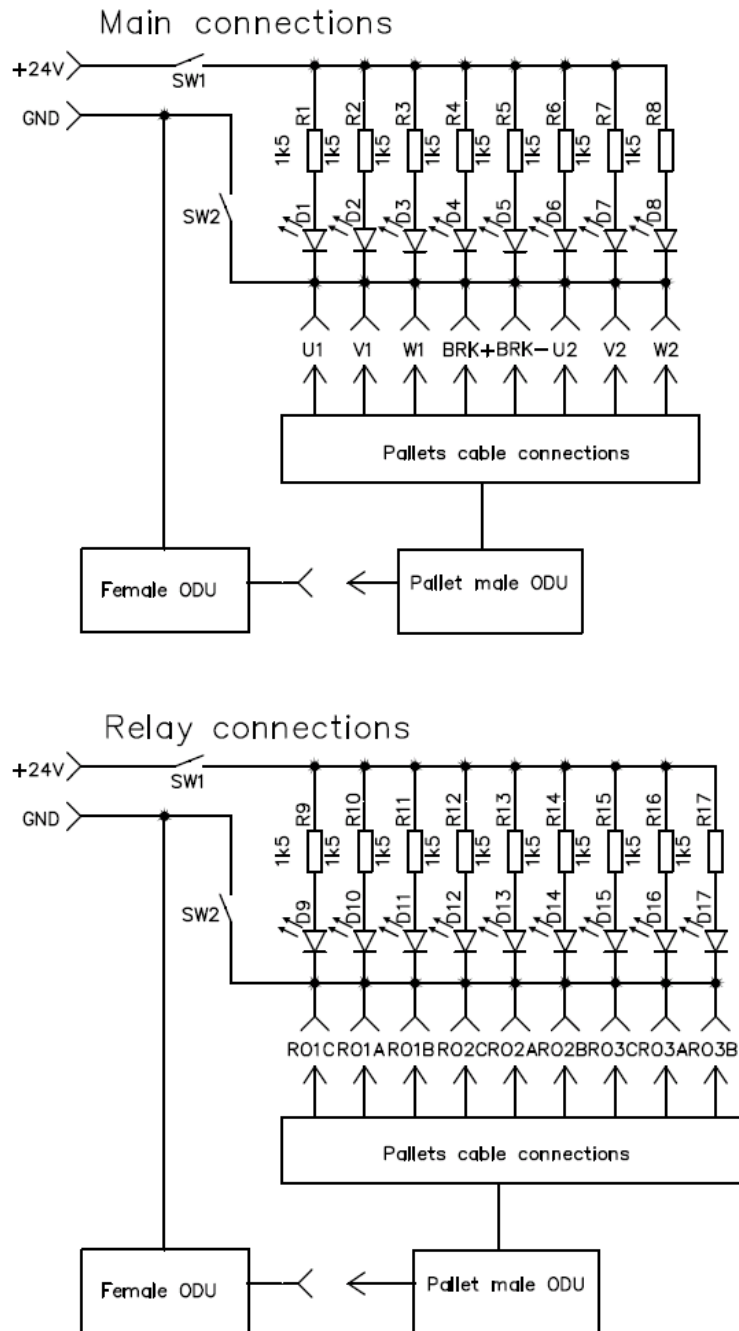 Main connections
+24V
SW1
GND
R1 R2 R3 R4 R5 R6 R7 R8
1k5 1k5 1k5 1k5 1k5 1k5 1k5 1k5
SW2
D1 D2 D3 D4 D5 D6 D7 D8
U1 V1 W1 BRK+ BRK- U2 V2 W2
Pallets cable connections
Female ODU
Pallet male ODU
Relay connections
+24V
SW1
GND
R9 R10 R11 R12 R13 R14 R15 R16 R17
1k5 1k5 1k5 1k5 1k5 1k5 1k5 1k5 1k5
SW2
D9 D10 D11 D12 D13 D14 D15 D16 D17
RO1C RO1A RO1B RO2C RO2A RO2B RO3C RO3A RO3B
Pallets cable connections
Female ODU
Pallet male ODU